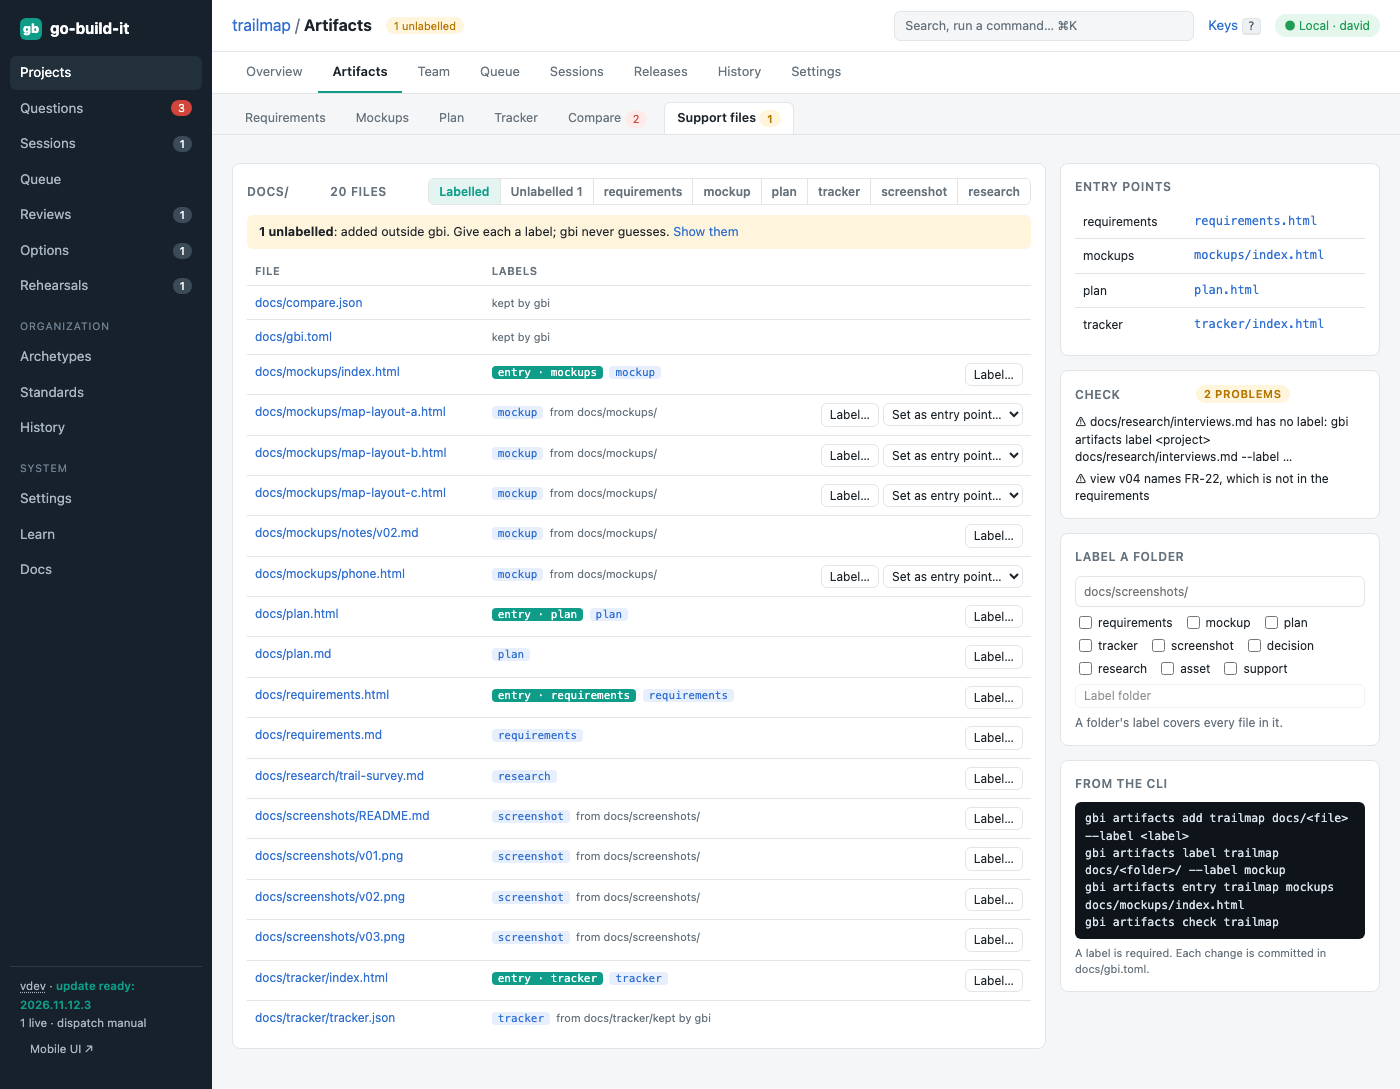 gb go-build-it
Projects
Questions 3
Sessions 1
Queue
Reviews 1
Options 1
Rehearsals 1
ORGANIZATION
Archetypes
Standards
History
SYSTEM
Settings
Learn
Docs
vdev · update ready:
2026.11.12.3
1 live · dispatch manual
Mobile UI ↗
trailmap / Artifacts 1 unlabelled
Search, run a command... ⌘K
Keys ?
Local · david
Overview Artifacts Team Queue Sessions Releases History Settings
Requirements Mockups Plan Tracker Compare 2 Support files 1
DOCS/ 20 FILES
Labelled Unlabelled 1 requirements mockup plan tracker screenshot research
1 unlabelled: added outside gbi. Give each a label; gbi never guesses. Show them
FILE LABELS
docs/compare.json kept by gbi
docs/gbi.toml kept by gbi
docs/mockups/index.html entry · mockups mockup Label...
docs/mockups/map-layout-a.html mockup from docs/mockups/ Label... Set as entry point...
docs/mockups/map-layout-b.html mockup from docs/mockups/ Label... Set as entry point...
docs/mockups/map-layout-c.html mockup from docs/mockups/ Label... Set as entry point...
docs/mockups/notes/v02.md mockup from docs/mockups/ Label...
docs/mockups/phone.html mockup from docs/mockups/ Label... Set as entry point...
docs/plan.html entry · plan plan Label...
docs/plan.md plan Label...
docs/requirements.html entry · requirements requirements Label...
docs/requirements.md requirements Label...
docs/research/trail-survey.md research Label...
docs/screenshots/README.md screenshot from docs/screenshots/ Label...
docs/screenshots/v01.png screenshot from docs/screenshots/ Label...
docs/screenshots/v02.png screenshot from docs/screenshots/ Label...
docs/screenshots/v03.png screenshot from docs/screenshots/ Label...
docs/tracker/index.html entry · tracker tracker Label...
docs/tracker/tracker.json tracker from docs/tracker/kept by gbi
ENTRY POINTS
requirements requirements.html
mockups mockups/index.html
plan plan.html
tracker tracker/index.html
CHECK 2 PROBLEMS
⚠ docs/research/interviews.md has no label: gbi
artifacts label <project>
docs/research/interviews.md --label ...
⚠ view v04 names FR-22, which is not in the
requirements
LABEL A FOLDER
docs/screenshots/
requirements mockup plan
tracker screenshot decision
research asset support
Label folder
A folder's label covers every file in it.
FROM THE CLI
gbi artifacts add trailmap docs/<file>
--label <label>
gbi artifacts label trailmap
docs/<folder>/ --label mockup
gbi artifacts entry trailmap mockups
docs/mockups/index.html
gbi artifacts check trailmap
A label is required. Each change is committed in
docs/gbi.toml.